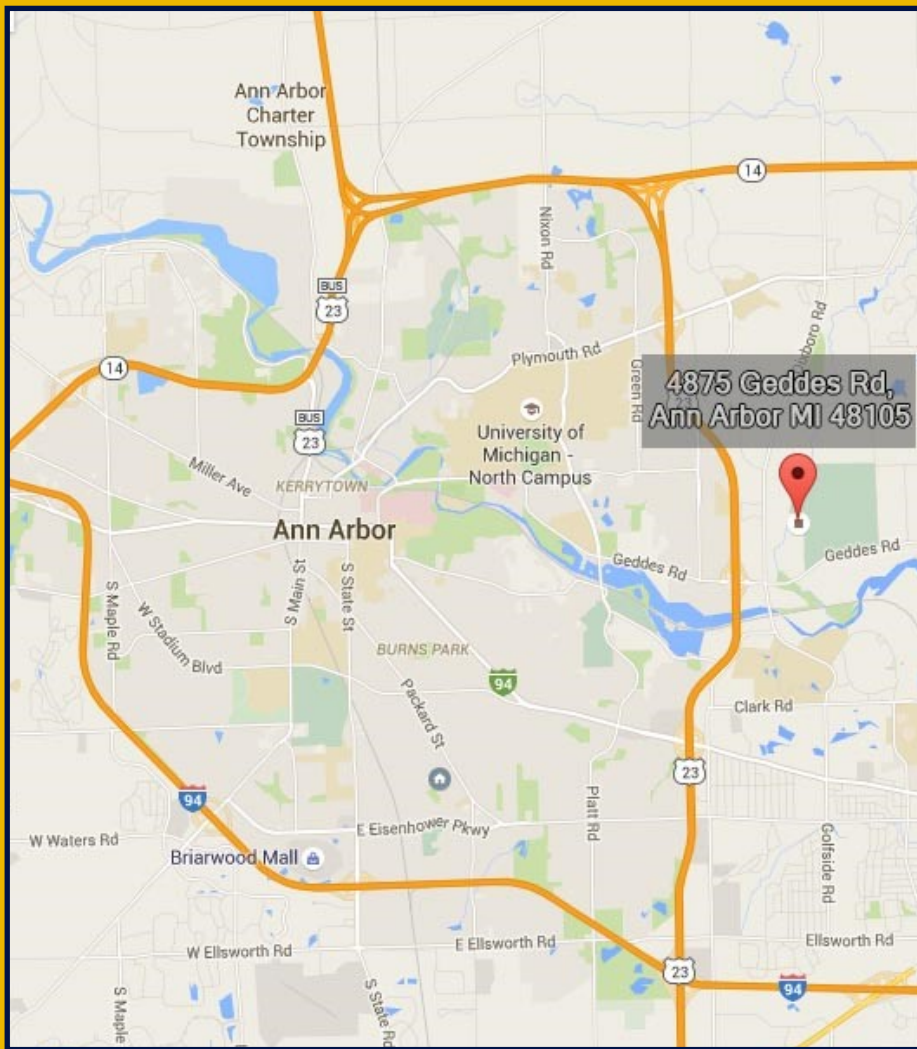 Ann Arbor
Charter
Township
14
Nixon Rd
BUS
23
Plymouth Rd
Green Rd
14
4875 Geddes Rd,
Ann Arbor MI 48105
23
BUS
23
University of
Michigan -
North Campus
Miller Ave
KERRYTOWN
Ann Arbor
Geddes Rd
Geddes Rd
S Maple Rd
W Stadium Blvd
S Main St
S State St
BURNS PARK
94
Packard St
Clark Rd
23
94
Platt Rd
W Waters Rd
E Eisenhower Pkwy
Golfside Rd
Briarwood Mall
W Ellsworth Rd
E Ellsworth Rd
Ellsworth Rd
23
94
S Maple
S State Rd